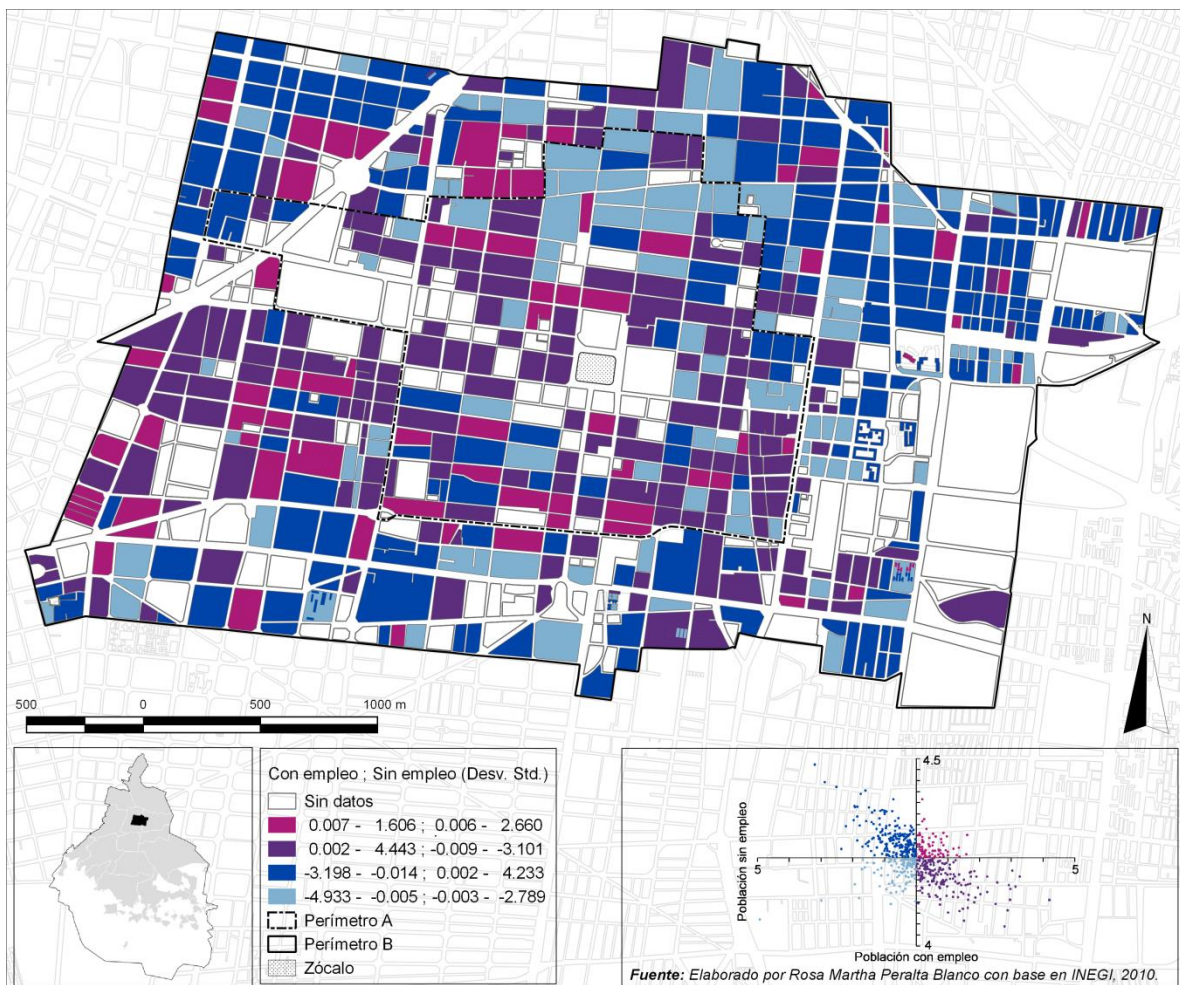 N
500 0 500 1000 m
Con empleo ; Sin empleo (Desv. Std.)
Sin datos
0.007 - 1.606 ; 0.006 - 2.660
0.002 - 4.443 ; -0.009 - -3.101
-3.198 - -0.014 ; 0.002 - 4.233
-4.933 - -0.005 ; -0.003 - -2.789
Perímetro A
Perímetro B
Zócalo
4.5
Población sin empleo
5
5
4
Población con empleo
Fuente: Elaborado por Rosa Martha Peralta Blanco con base en INEGI, 2010.